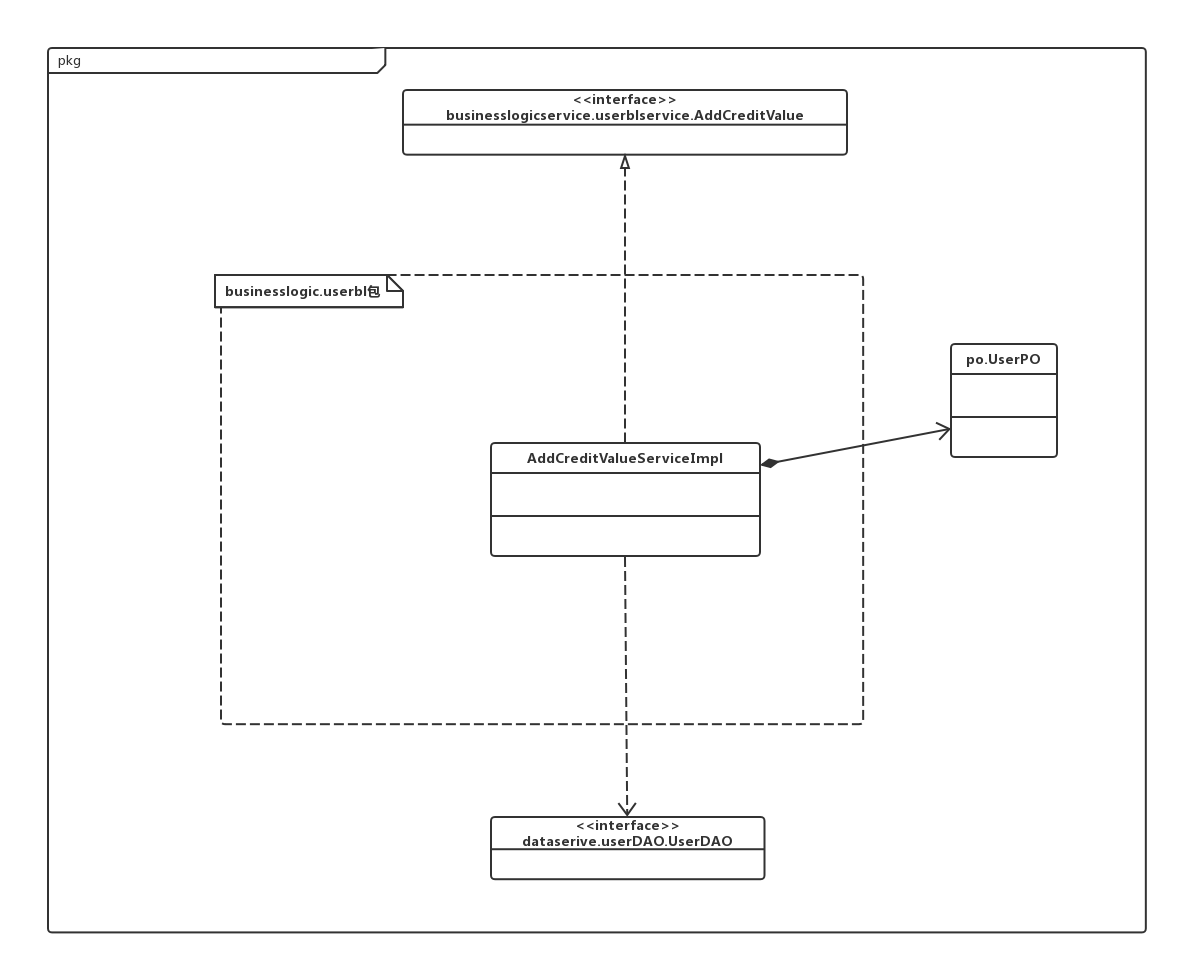 pkg
<<interface>>
businesslogicservice.userblservice.AddCreditValue
businesslogic.userbl包
po.UserPO
AddCreditValueServiceImpl
<<interface>>
dataserive.userDAO.UserDAO